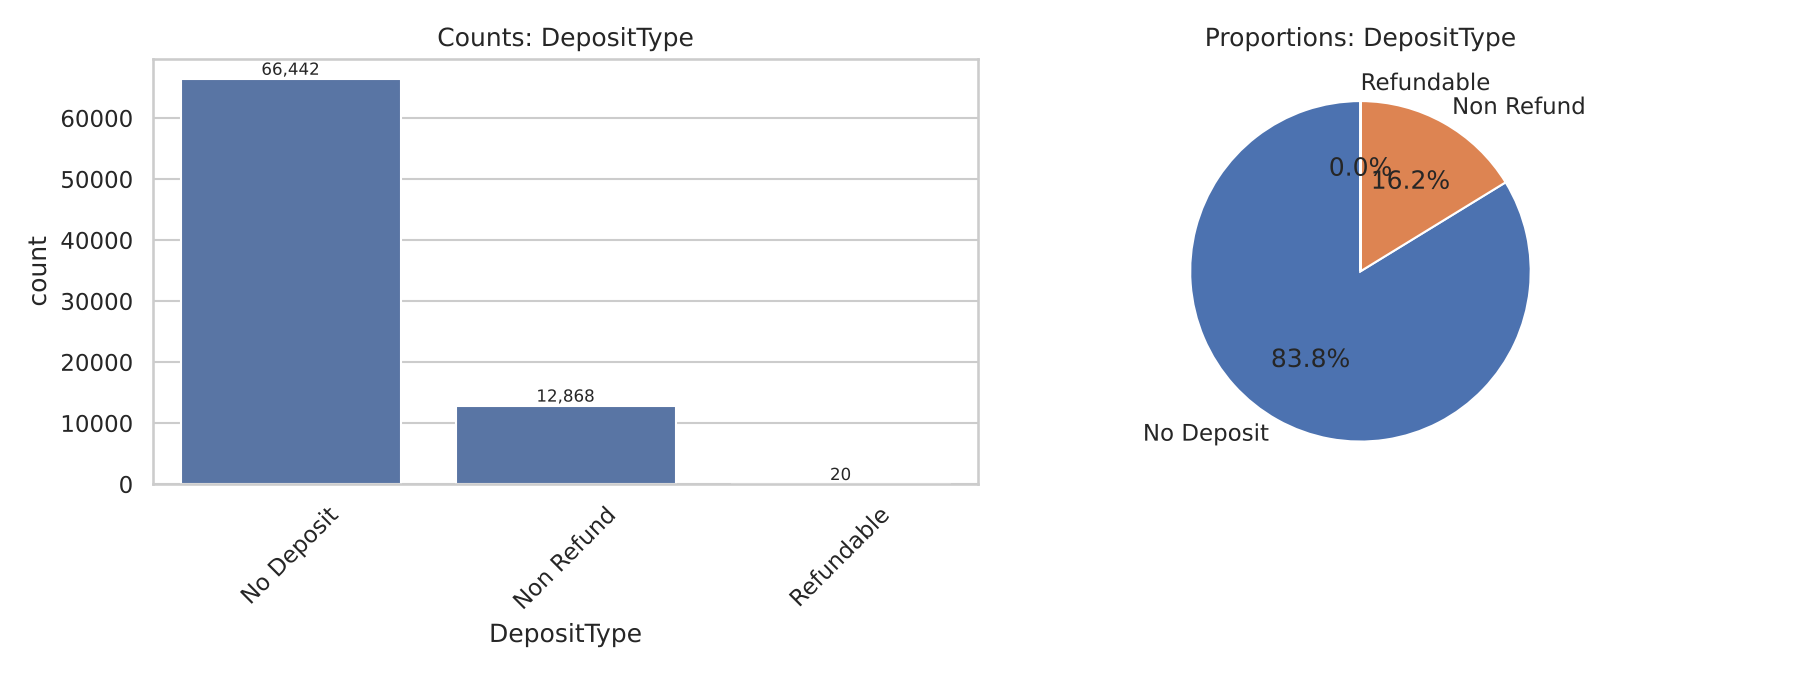 Counts: DepositType
66,442
12,868
20
60000
50000
40000
30000
20000
10000
0
count
No Deposit
Non Refund
Refundable
DepositType
Proportions: DepositType
Refundable
Non Refund
0.0%
16.2%
83.8%
No Deposit